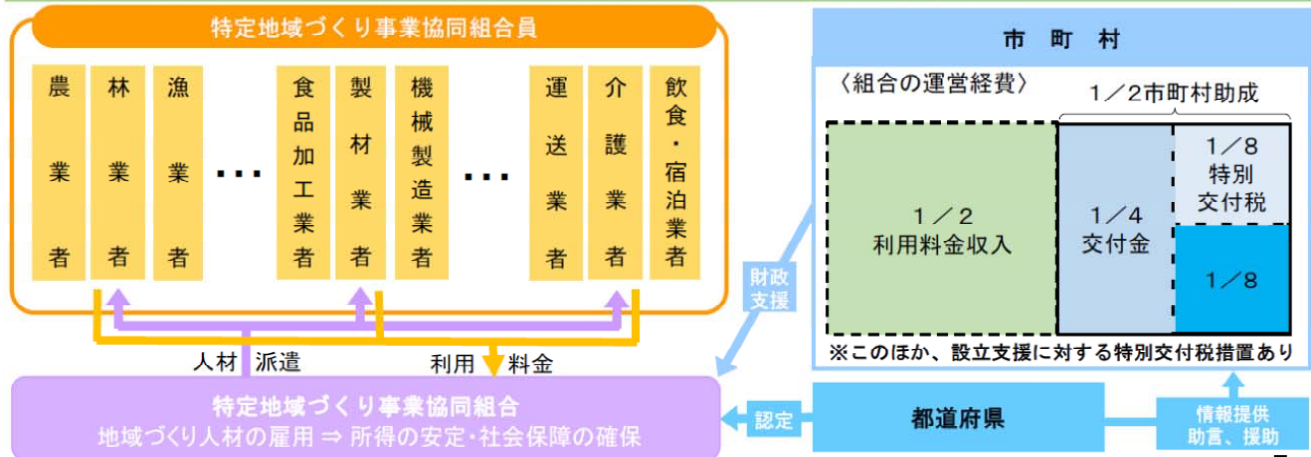 特定地域づくり事業協同組合員
農業者
林業者
漁業者
・・・
食品加工業者
製材業者
機械製造業者
・・・
運送業者
介護業者
飲食・宿泊業者
人材派遣
利用料金
特定地域づくり事業協同組合
地域づくり人材の雇用 ⇒ 所得の安定・社会保障の確保
財政
支援
市 町 村
〈組合の運営経費〉
1／2市町村助成
1／2
利用料金収入
1／4
交付金
1／8
特別
交付税
1／8
※このほか、設立支援に対する特別交付税措置あり
認定
都道府県
情報提供
助言、援助